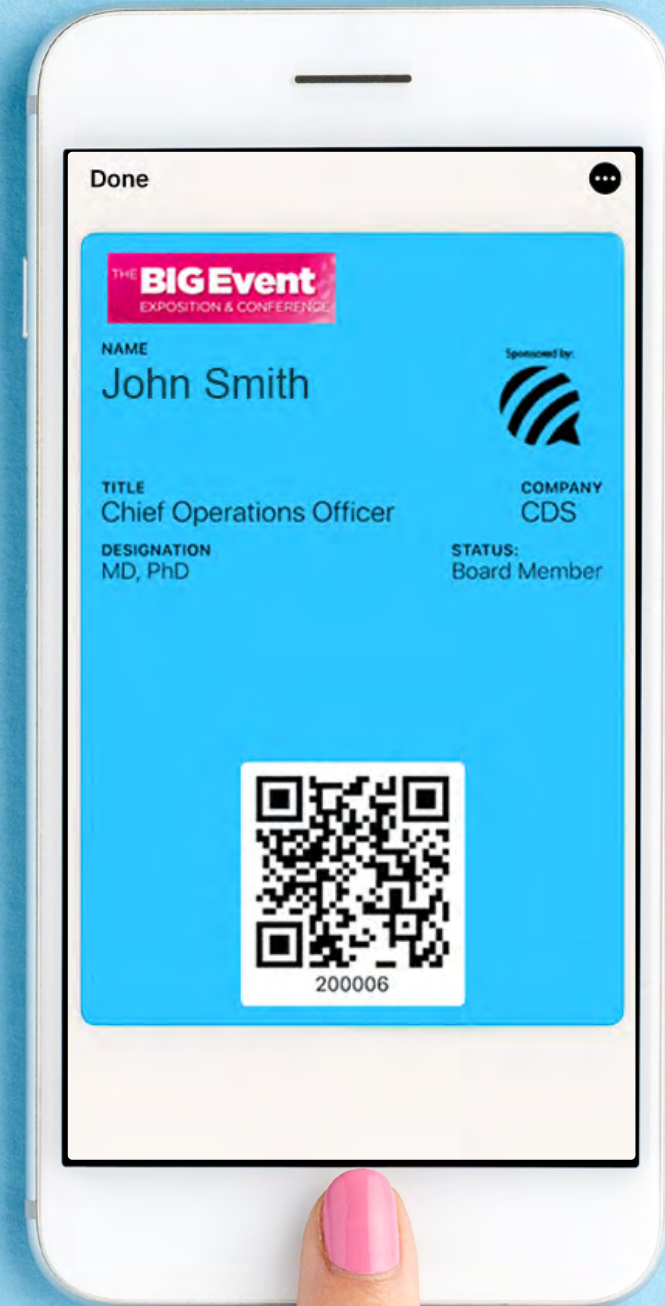 Done
THE BIG Event
EXPOSITION & CONFERENCE
NAME
John Smith
Sponsored by:
TITLE
Chief Operations Officer
COMPANY
CDS
DESIGNATION
MD, PhD
STATUS:
Board Member
200006